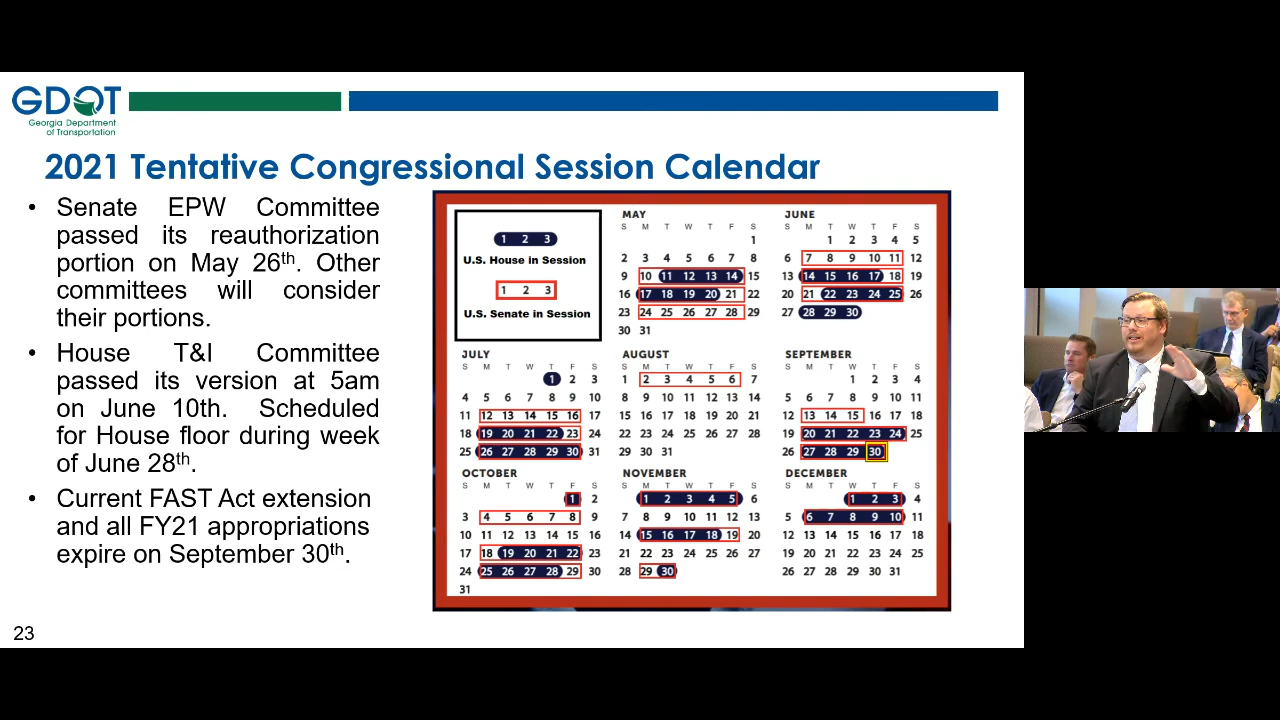 GDOT
Georgia Department
of Transportation
2021 Tentative Congressional Session Calendar
• Senate EPW Committee
passed its reauthorization
portion on May 26th. Other
committees will consider
their portions.
• House T&I Committee
passed its version at 5am
on June 10th. Scheduled
for House floor during week
of June 28th.
• Current FAST Act extension
and all FY21 appropriations
expire on September 30th.
1 2 3
U.S. House in Session
1 2 3
U.S. Senate in Session
MAY
S M T W T F S
1
2 3 4 5 6 7 8
9 10 11 12 13 14 15
16 17 18 19 20 21 22
23 24 25 26 27 28 29
30 31
JUNE
S M T W T F S
1 2 3 4 5
6 7 8 9 10 11 12
13 14 15 16 17 18 19
20 21 22 23 24 25 26
27 28 29 30
JULY
S M T W T F S
1 2 3
4 5 6 7 8 9 10
11 12 13 14 15 16 17
18 19 20 21 22 23 24
25 26 27 28 29 30 31
AUGUST
S M T W T F S
1 2 3 4 5 6 7
8 9 10 11 12 13 14
15 16 17 18 19 20 21
22 23 24 25 26 27 28
29 30 31
SEPTEMBER
S M T W T F S
1 2 3 4
5 6 7 8 9 10 11
12 13 14 15 16 17 18
19 20 21 22 23 24 25
26 27 28 29 30
OCTOBER
S M T W T F S
1 2
3 4 5 6 7 8 9
10 11 12 13 14 15 16
17 18 19 20 21 22 23
24 25 26 27 28 29 30
31
NOVEMBER
S M T W T F S
1 2 3 4 5 6
7 8 9 10 11 12 13
14 15 16 17 18 19 20
21 22 23 24 25 26 27
28 29 30
DECEMBER
S M T W T F S
1 2 3 4
5 6 7 8 9 10 11
12 13 14 15 16 17 18
19 20 21 22 23 24 25
26 27 28 29 30 31
23